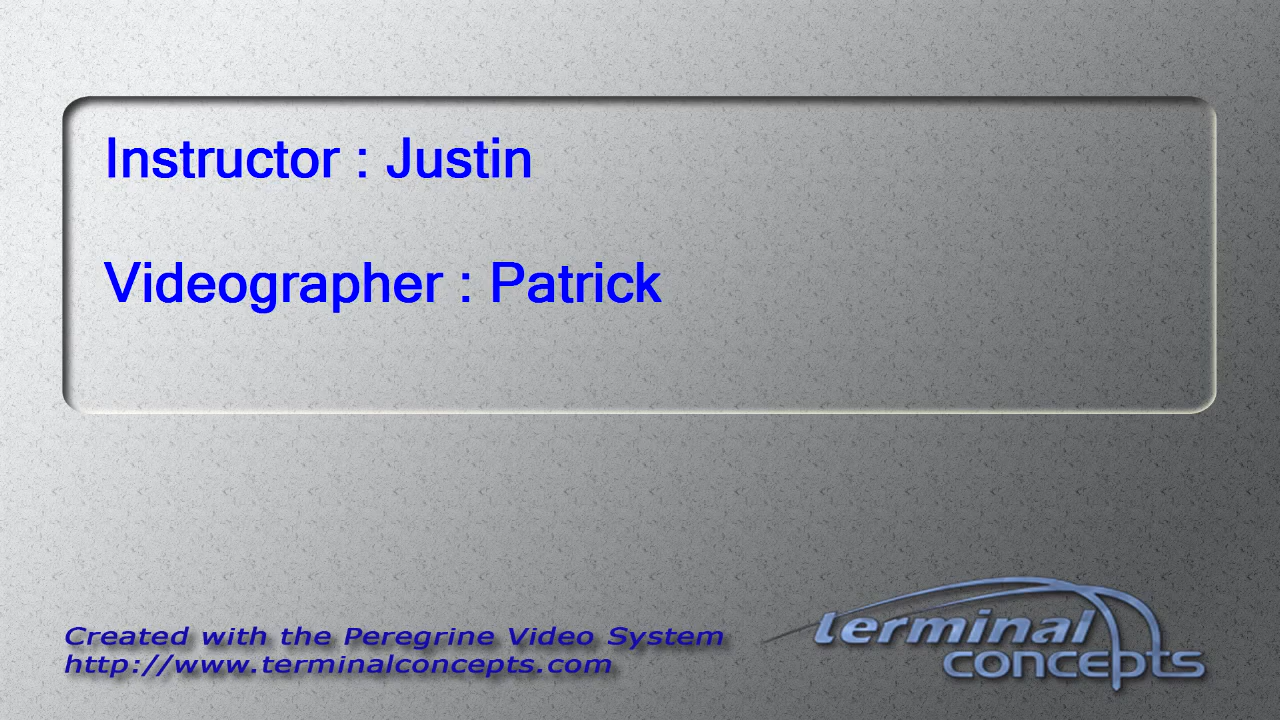 Instructor : Justin
Videographer : Patrick
Created with the Peregrine Video System
http://www.terminalconcepts.com
terminal
concepts